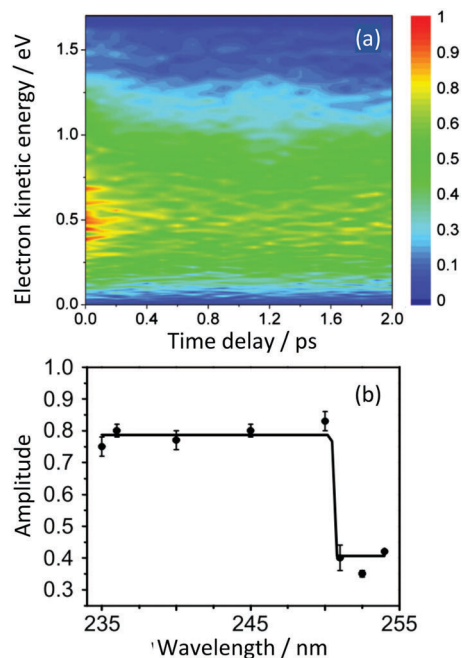 (a)
Electron kinetic energy / eV
1.5
1.0
0.5
0.0
0.0 0.4 0.8 1.2 1.6 2.0
Time delay / ps
1
0.9
0.8
0.7
0.6
0.5
0.4
0.3
0.2
0.1
0
(b)
Amplitude
1.0
0.9
0.8
0.7
0.6
0.5
0.4
0.3
235 245 255
Wavelength / nm